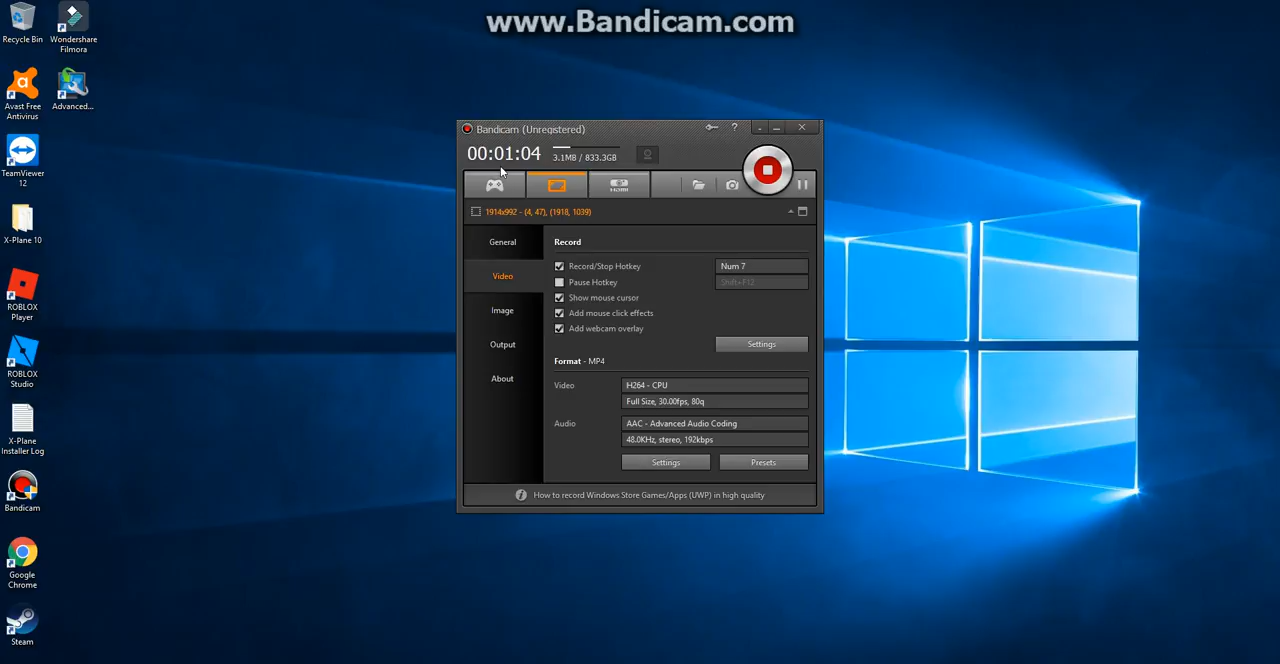 www.Bandicam.com
Recycle Bin
Wondershare
Filmora
Avast Free
Antivirus
Advanced...
TeamViewer
12
X-Plane 10
ROBLOX
Player
ROBLOX
Studio
X-Plane
Installer Log
Bandicam
Google
Chrome
Steam
Bandicam (Unregistered)
?
00:01:04
3.1MB / 833.3GB
HDMI
1914x992 - (4, 47), (1918, 1039)
General
Video
Image
Output
About
Record
Record/Stop Hotkey
Num 7
Pause Hotkey
Shift+F12
Show mouse cursor
Add mouse click effects
Add webcam overlay
Settings
Format - MP4
Video
H264 - CPU
Full Size, 30.00fps, 80q
Audio
AAC - Advanced Audio Coding
48.0KHz, stereo, 192kbps
Settings
Presets
How to record Windows Store Games/Apps (UWP) in high quality